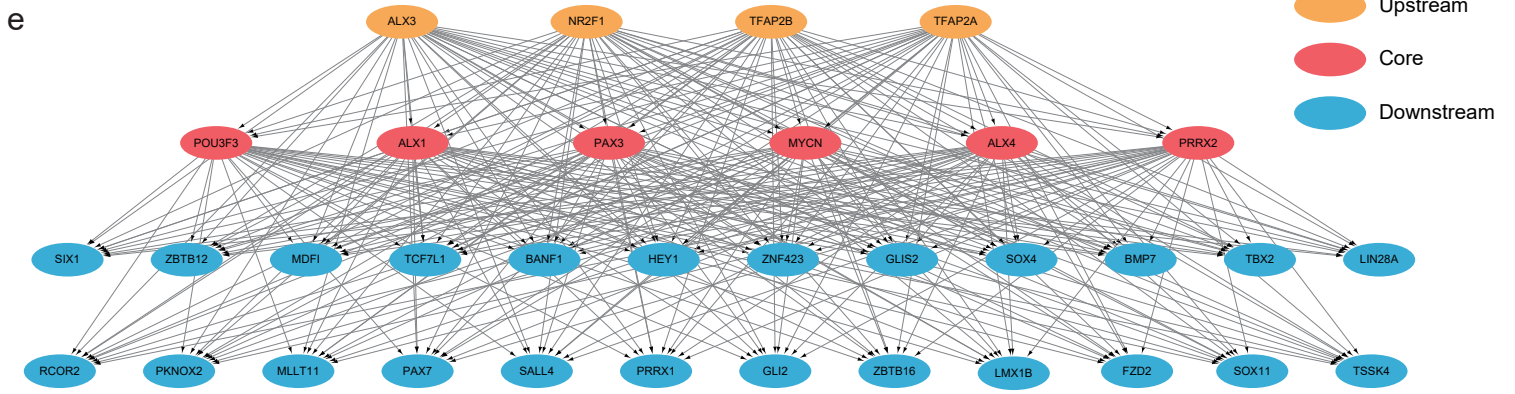 e
ALX3 NR2F1 TFAP2B TFAP2A
Upstream
Core
Downstream
POU3F3 ALX1 PAX3 MYCN ALX4 PRRX2
SIX1 ZBTB12 MDFI TCF7L1 BANF1 HEY1 ZNF423 GLIS2 SOX4 BMP7 TBX2 LIN28A
RCOR2 PKNOX2 MLLT11 PAX7 SALL4 PRRX1 GLI2 ZBTB16 LMX1B FZD2 SOX11 TSSK4